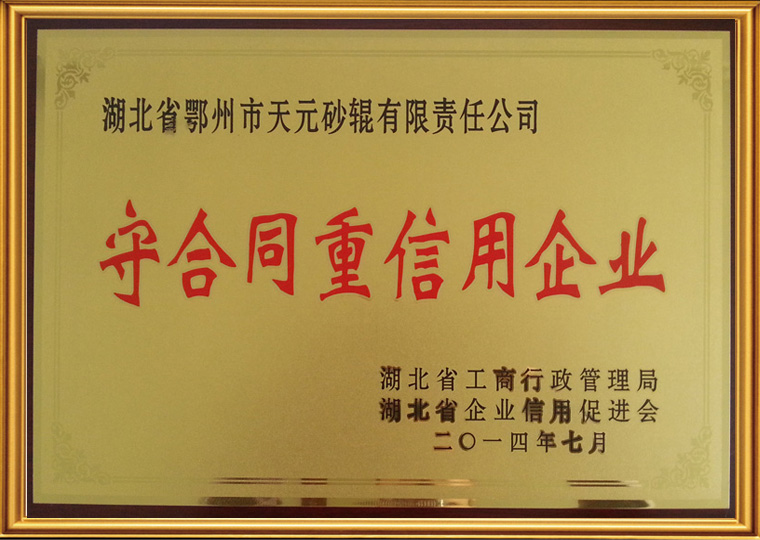 湖北省鄂州市天元砂辊有限责任公司
守合同重信用企业
湖北省工商行政管理局
湖北省企业信用促进会
二〇一四年七月